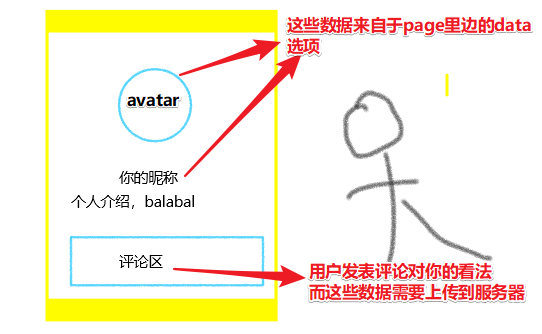 这些数据来自于page里边的data
选项
avatar
你的昵称
个人介绍，balabal
评论区
用户发表评论对你的看法
而这些数据需要上传到服务器